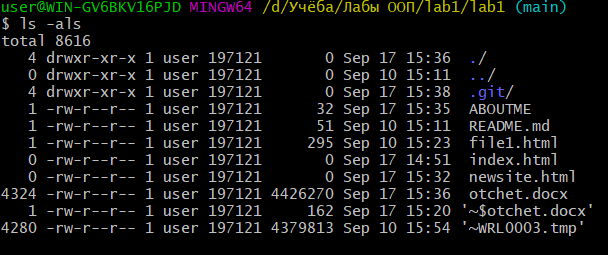 user@WIN-GV6BKV16PJD MINGW64 /d/Учёба/Лабы ООП/lab1/lab1 (main)
$ ls -als
total 8616
   4 drwxr-xr-x 1 user 197121       0 Sep 17 15:36  ./
   0 drwxr-xr-x 1 user 197121       0 Sep 10 15:11  ../
   4 drwxr-xr-x 1 user 197121       0 Sep 17 15:38  .git/
   1 -rw-r--r-- 1 user 197121      32 Sep 17 15:35  ABOUTME
   1 -rw-r--r-- 1 user 197121      51 Sep 10 15:11  README.md
   1 -rw-r--r-- 1 user 197121     295 Sep 10 15:23  file1.html
   0 -rw-r--r-- 1 user 197121       0 Sep 17 14:51  index.html
   0 -rw-r--r-- 1 user 197121       0 Sep 17 15:32  newsite.html
4324 -rw-r--r-- 1 user 197121 4426270 Sep 17 15:36  otchet.docx
   1 -rw-r--r-- 1 user 197121     162 Sep 17 15:20 '~$otchet.docx'
4280 -rw-r--r-- 1 user 197121 4379813 Sep 10 15:54 '~WRL0003.tmp'